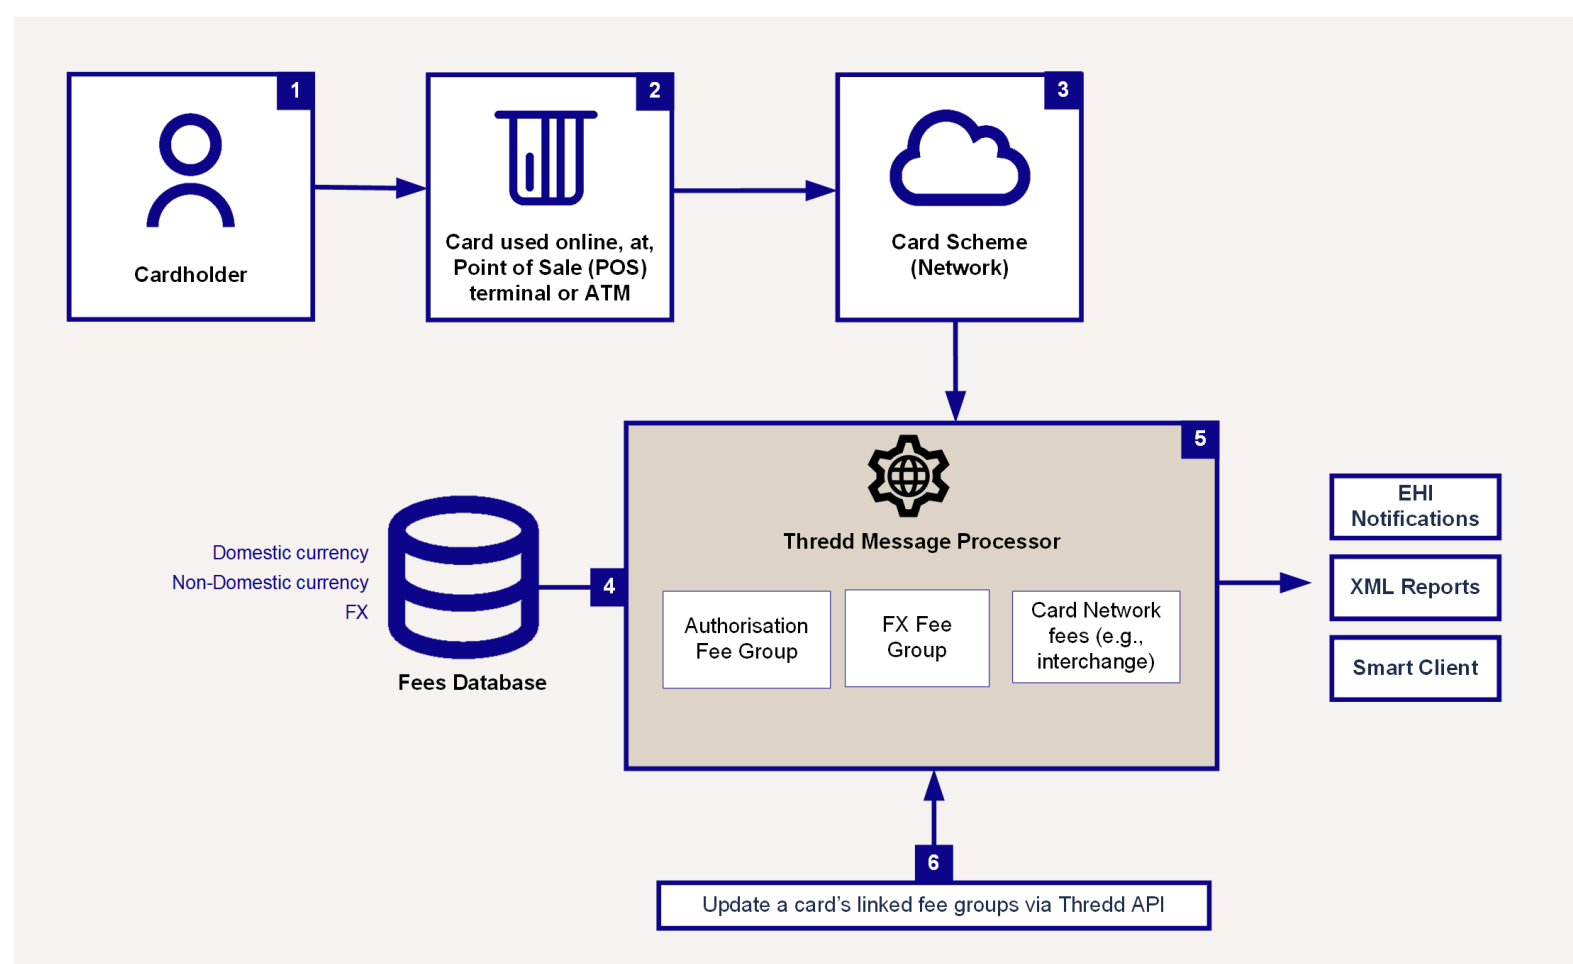 1
Cardholder
2
Card used online, at,
Point of Sale (POS)
terminal or ATM
3
Card Scheme
(Network)
Domestic currency
Non-Domestic currency
FX
Fees Database
4
5
Thredd Message Processor
Authorisation
Fee Group
FX Fee
Group
Card Network
fees (e.g.,
interchange)
EHI
Notifications
XML Reports
Smart Client
6
Update a card’s linked fee groups via Thredd API